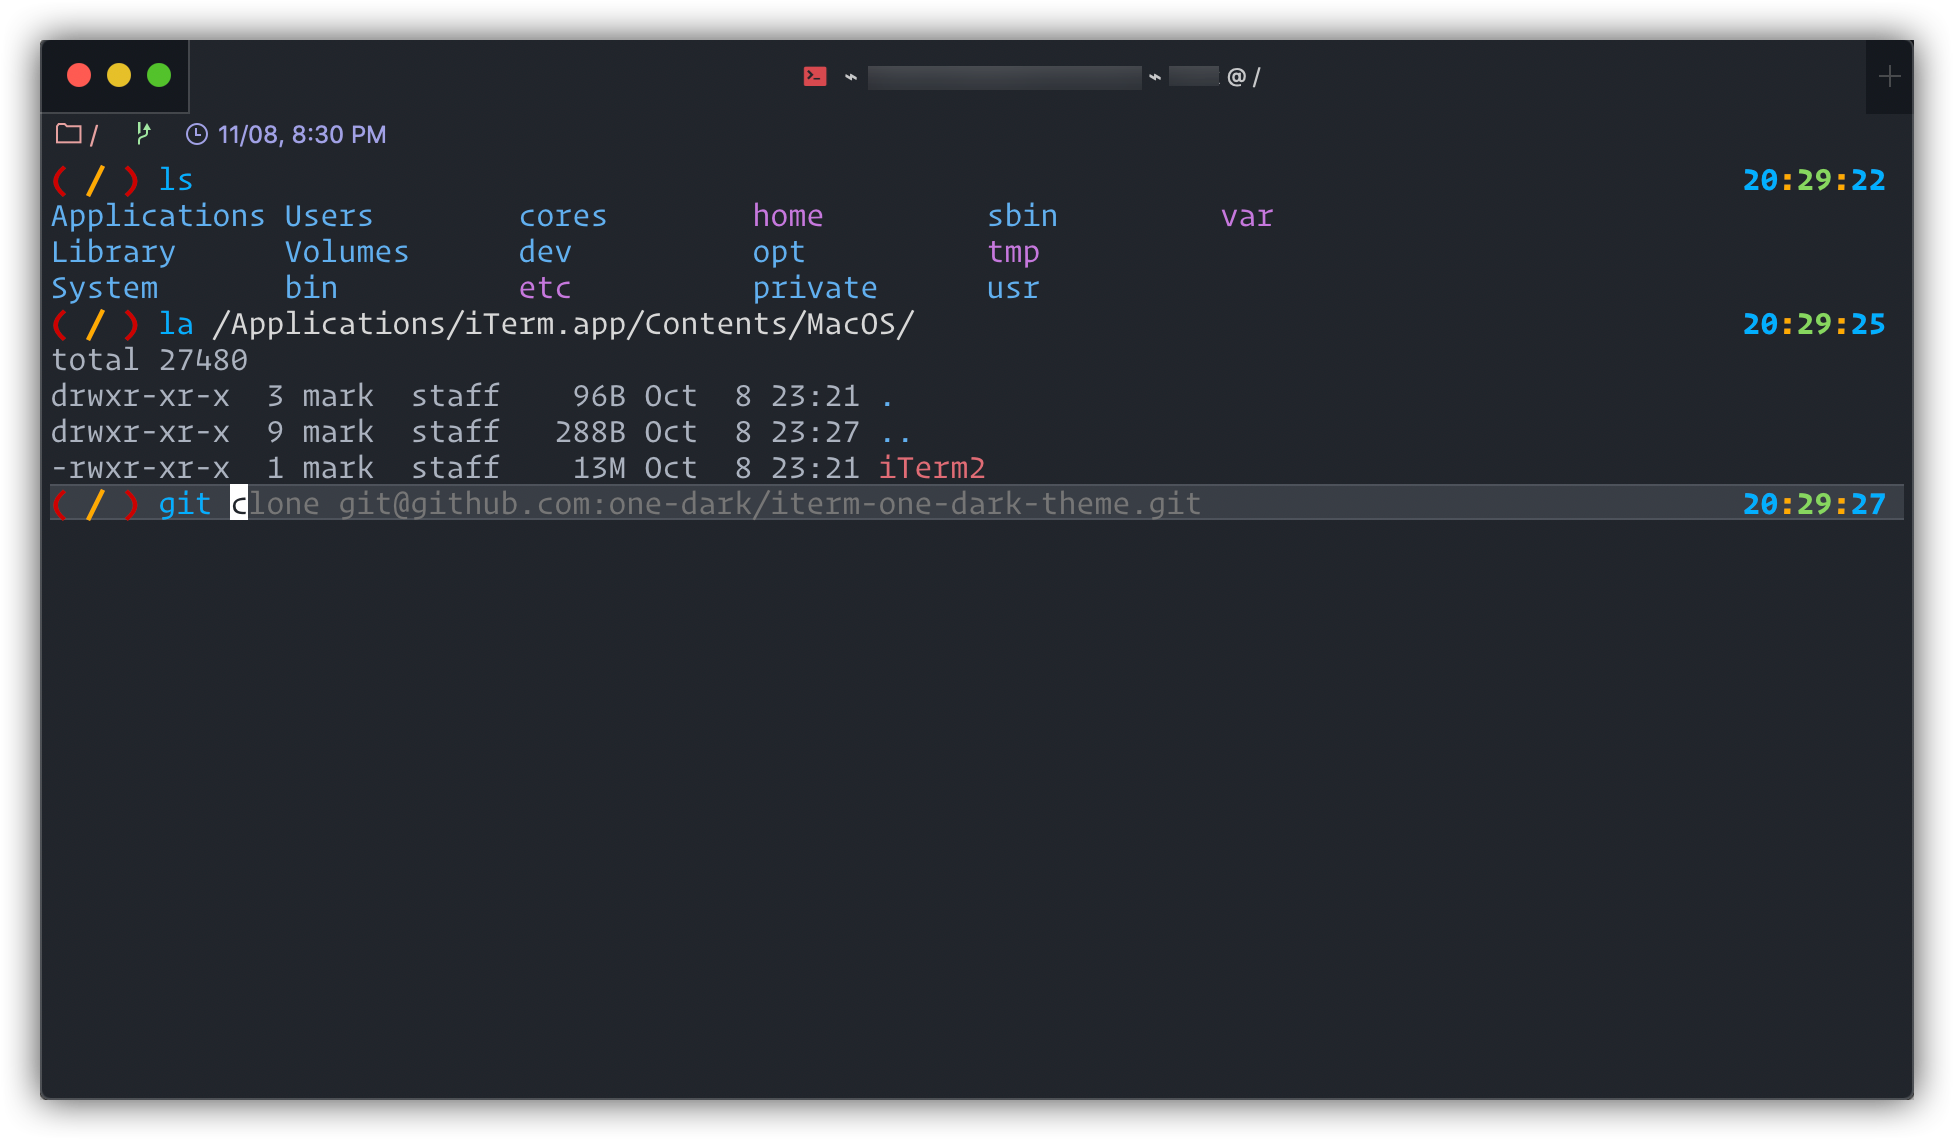 @ /
/ 11/08, 8:30 PM
( / ) ls 20:29:22
Applications Users cores home sbin var
Library Volumes dev opt tmp
System bin etc private usr
( / ) la /Applications/iTerm.app/Contents/MacOS/ 20:29:25
total 27480
drwxr-xr-x 3 mark staff 96B Oct 8 23:21 .
drwxr-xr-x 9 mark staff 288B Oct 8 23:27 ..
-rwxr-xr-x 1 mark staff 13M Oct 8 23:21 iTerm2
( / ) git clone git@github.com:one-dark/iterm-one-dark-theme.git 20:29:27